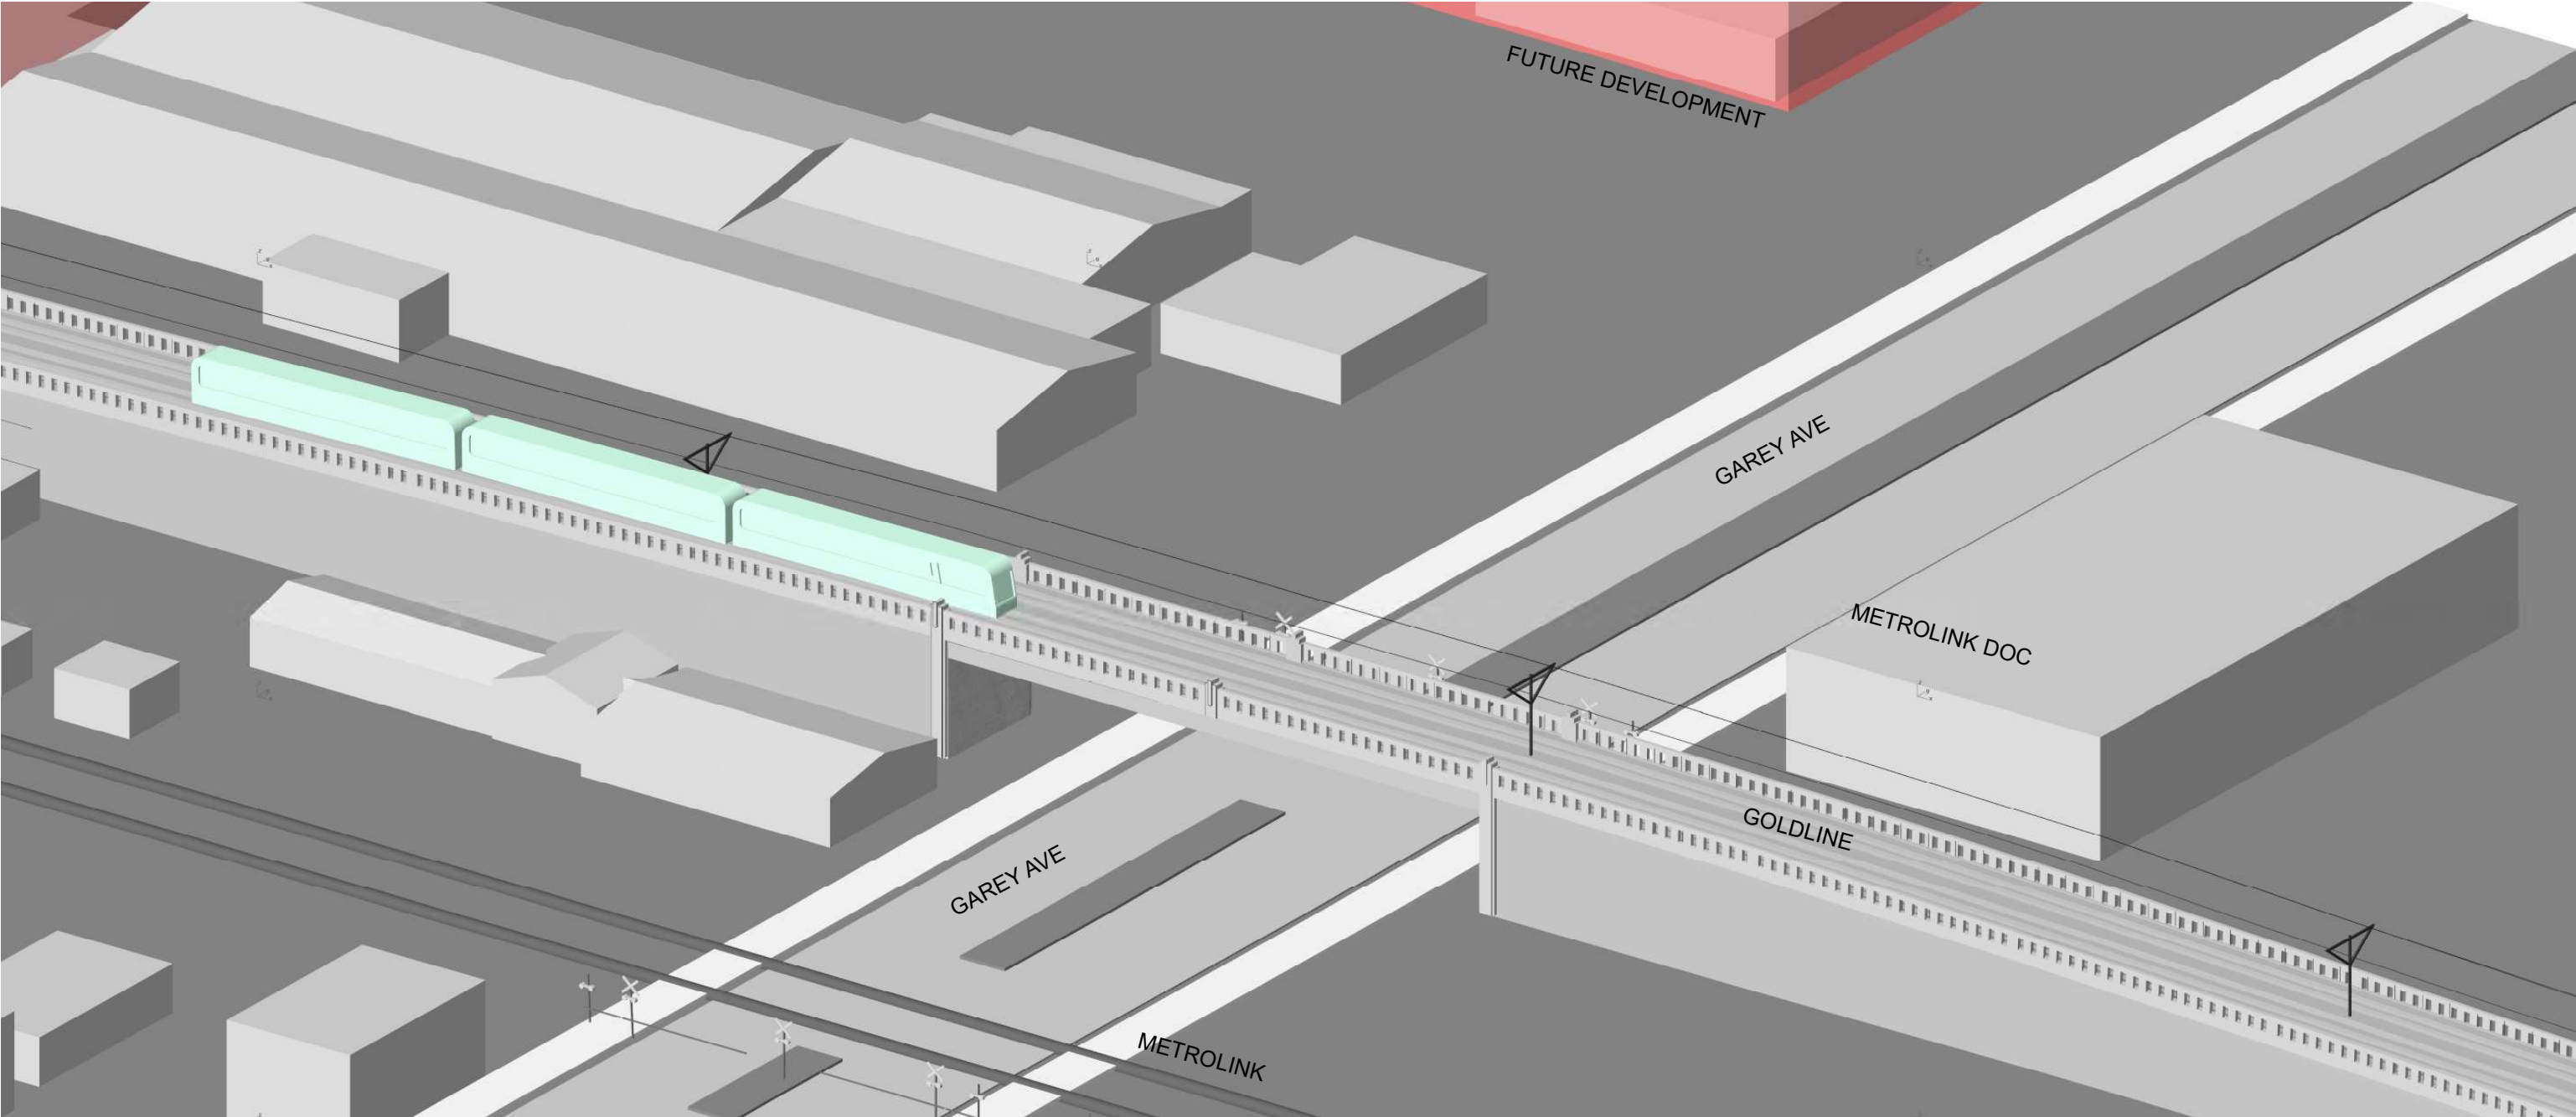 FUTURE DEVELOPMENT
GAREY AVE
METROLINK DOC
GOLDLINE
GAREY AVE
METROLINK